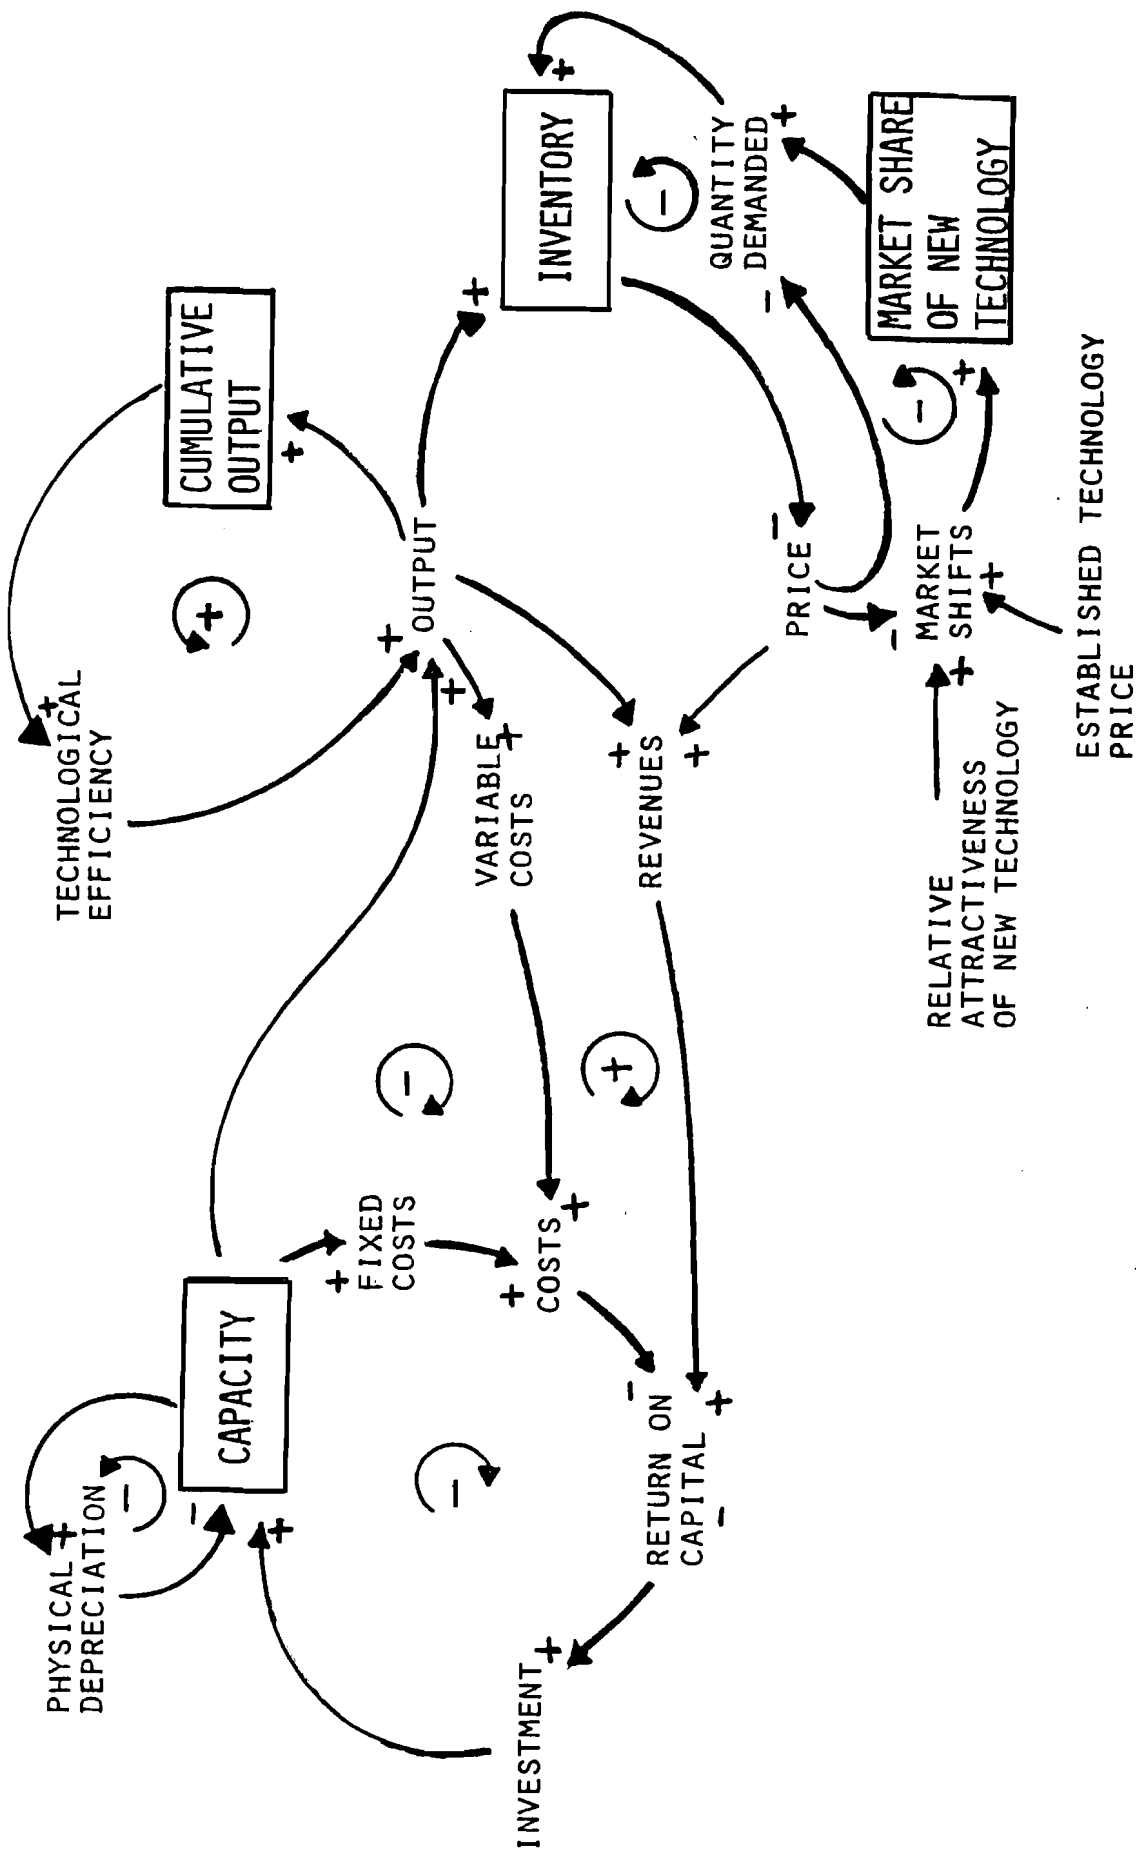 PHYSICAL +
DEPRECIATION
−
−
CAPACITY
+
TECHNOLOGICAL +
EFFICIENCY
+
CUMULATIVE
OUTPUT
+
+
OUTPUT
+
+
INVENTORY
+
−
INVESTMENT +
−
+ FIXED
COSTS
−
VARIABLE +
COSTS
+
COSTS
+
+
−
RETURN ON
CAPITAL +
−
+
REVENUES
+
−
PRICE
QUANTITY
DEMANDED +
−
−
MARKET
SHIFTS
+
+
−
+
MARKET SHARE
OF NEW
TECHNOLOGY
RELATIVE
ATTRACTIVENESS
OF NEW TECHNOLOGY
ESTABLISHED TECHNOLOGY
PRICE